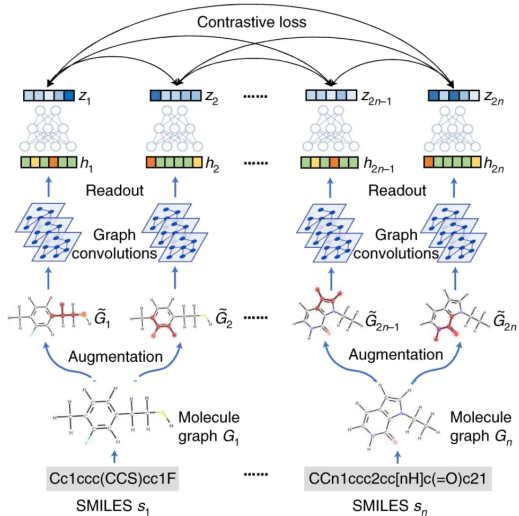 Contrastive loss
z1 z2 ······ z2n−1 z2n
h1 h2 ······ h2n−1 h2n
Readout Readout
Graph convolutions Graph convolutions
G̃1 G̃2 ······ G̃2n−1 G̃2n
Augmentation Augmentation
Molecule graph G1 Molecule graph Gn
Cc1ccc(CCS)cc1F ······ CCn1ccc2cc[nH]c(=O)c21
SMILES s1 SMILES sn